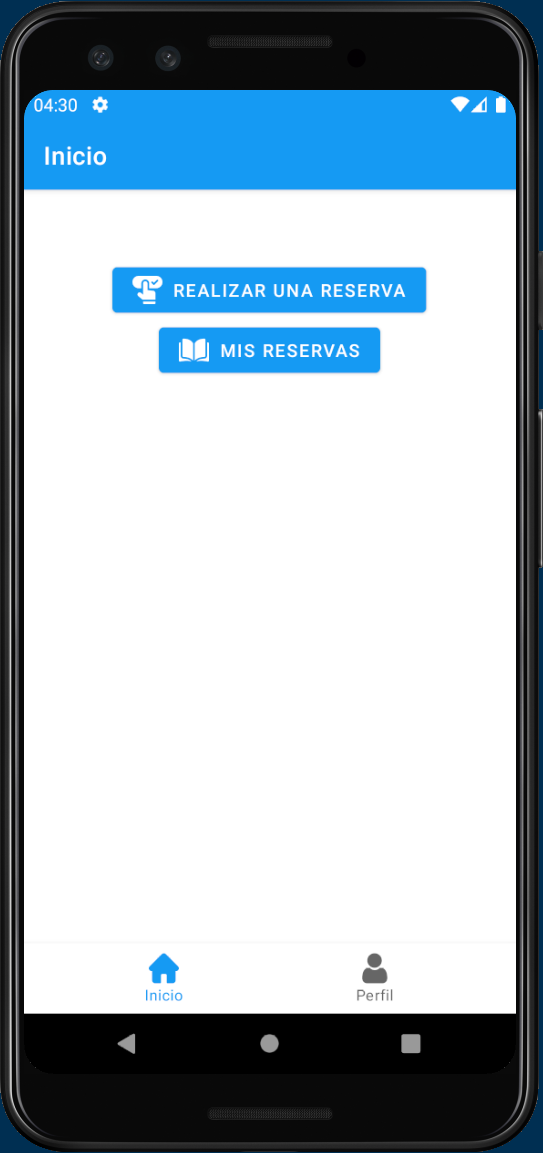 04:30
Inicio
REALIZAR UNA RESERVA
MIS RESERVAS
Inicio
Perfil